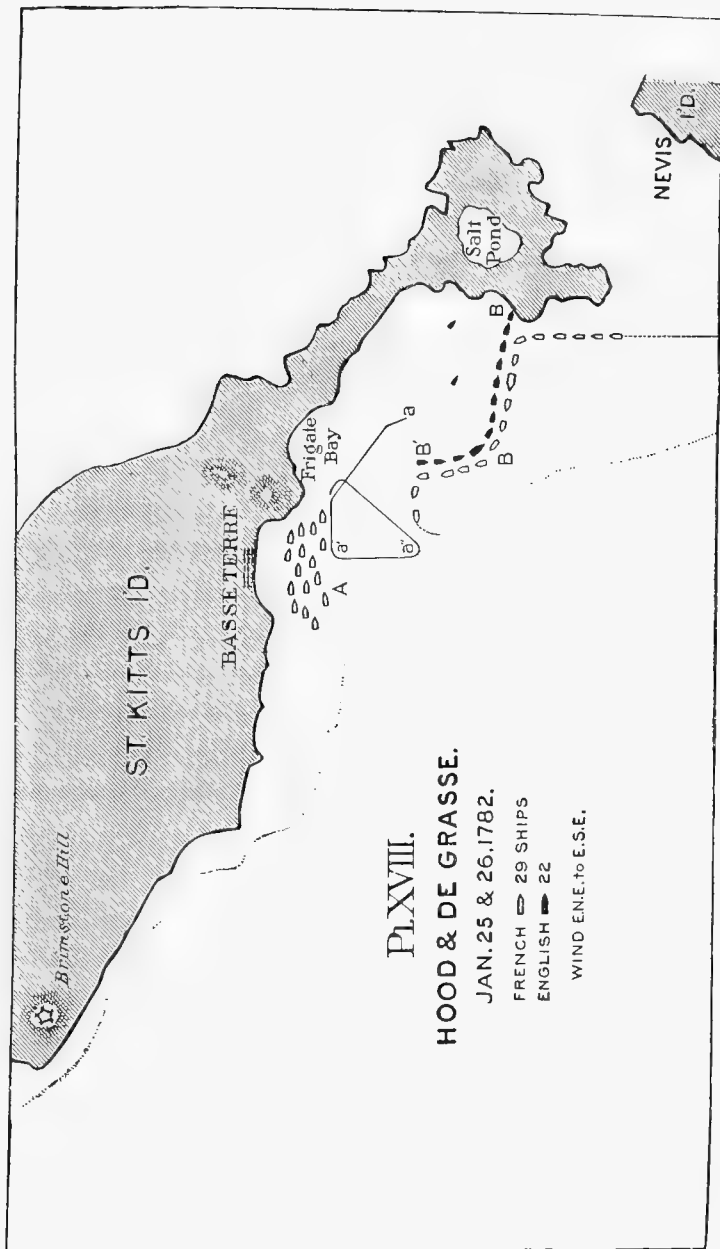 Brimstone Hill
ST. KITTS I'D.
BASSE TERRE
Frigate
Bay
Salt
Pond
NEVIS
I'D.
A
a
a'
a"
B
B'
B
PL XVIII.
HOOD & DE GRASSE.
JAN. 25 & 26, 1782.
FRENCH 29 SHIPS
ENGLISH 22
WIND E.N.E. to E.S.E.